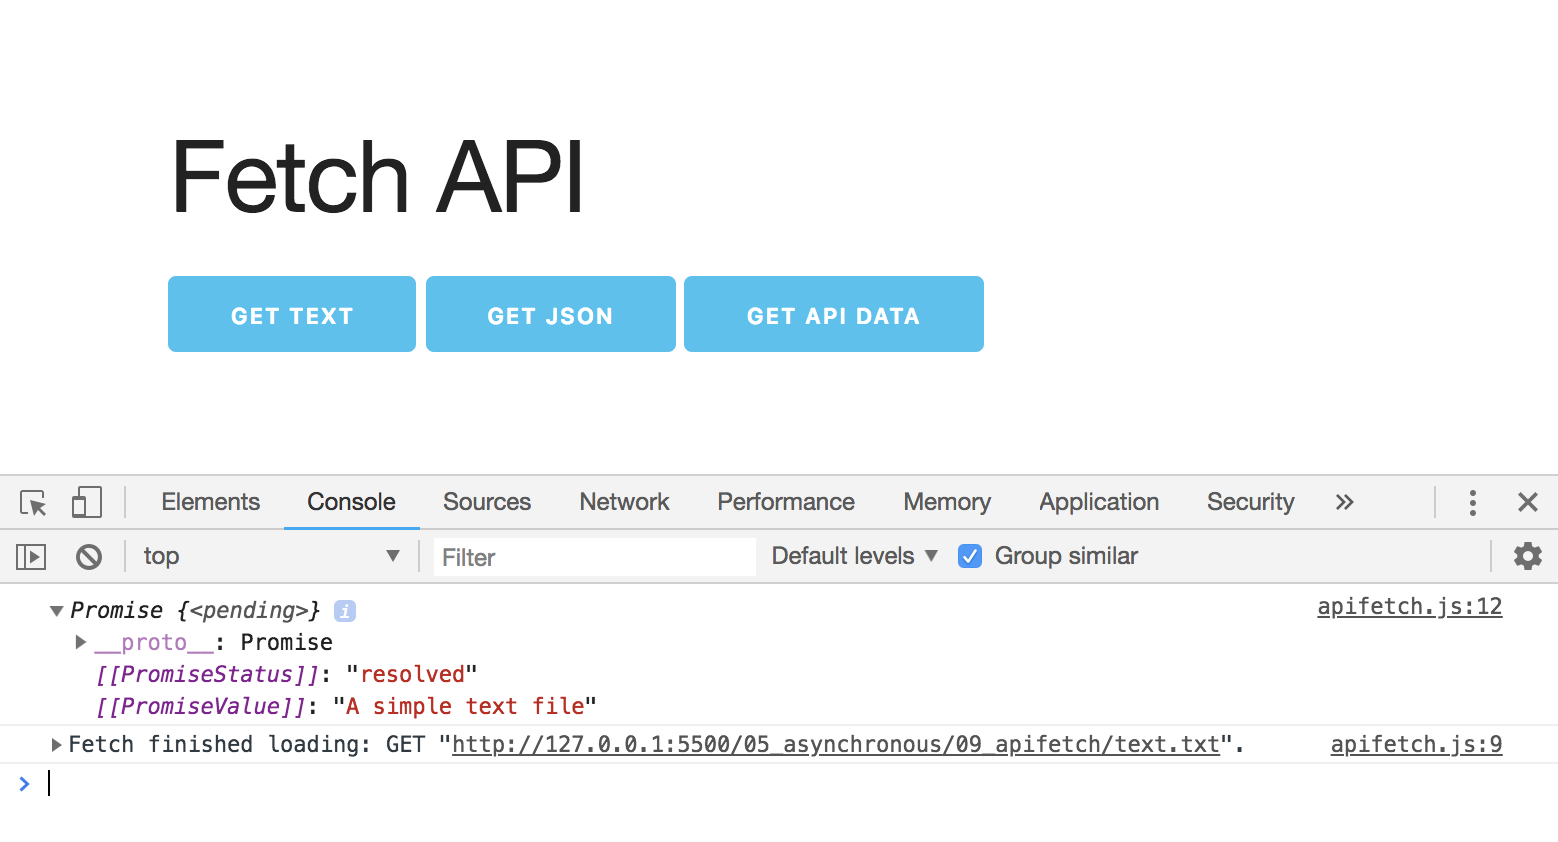 Fetch API
GET TEXT GET JSON GET API DATA
Elements Console Sources Network Performance Memory Application Security »
top ▼ Filter Default levels ▼ Group similar
▼ Promise {<pending>} i apifetch.js:12
▶ __proto__: Promise
[[PromiseStatus]]: "resolved"
[[PromiseValue]]: "A simple text file"
▶ Fetch finished loading: GET "http://127.0.0.1:5500/05_asynchronous/09_apifetch/text.txt". apifetch.js:9
>